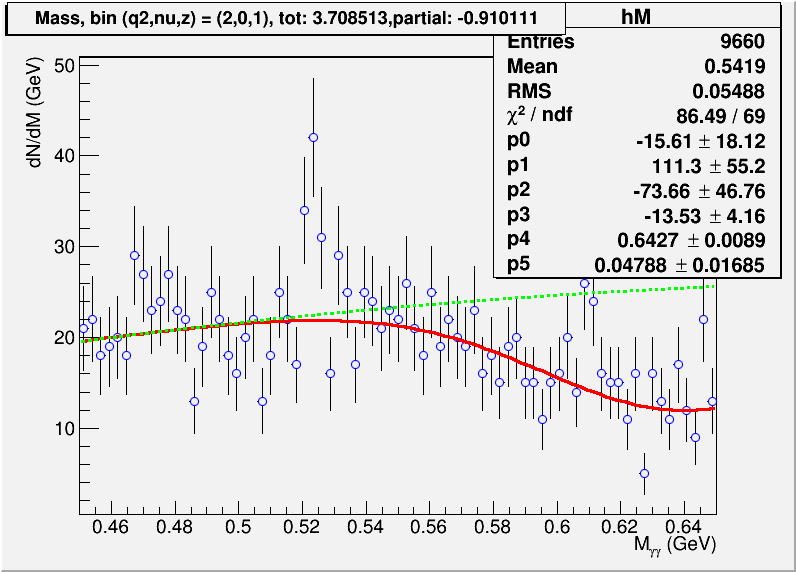 Mass, bin (q2,nu,z) = (2,0,1), tot: 3.708513,partial: -0.910111
hM
Entries 9660
Mean 0.5419
RMS 0.05488
χ² / ndf 86.49 / 69
p0 -15.61 ± 18.12
p1 111.3 ± 55.2
p2 -73.66 ± 46.76
p3 -13.53 ± 4.16
p4 0.6427 ± 0.0089
p5 0.04788 ± 0.01685
dN/dM (GeV)
50
40
30
20
10
0.46 0.48 0.5 0.52 0.54 0.56 0.58 0.6 0.62 0.64
Mγγ (GeV)